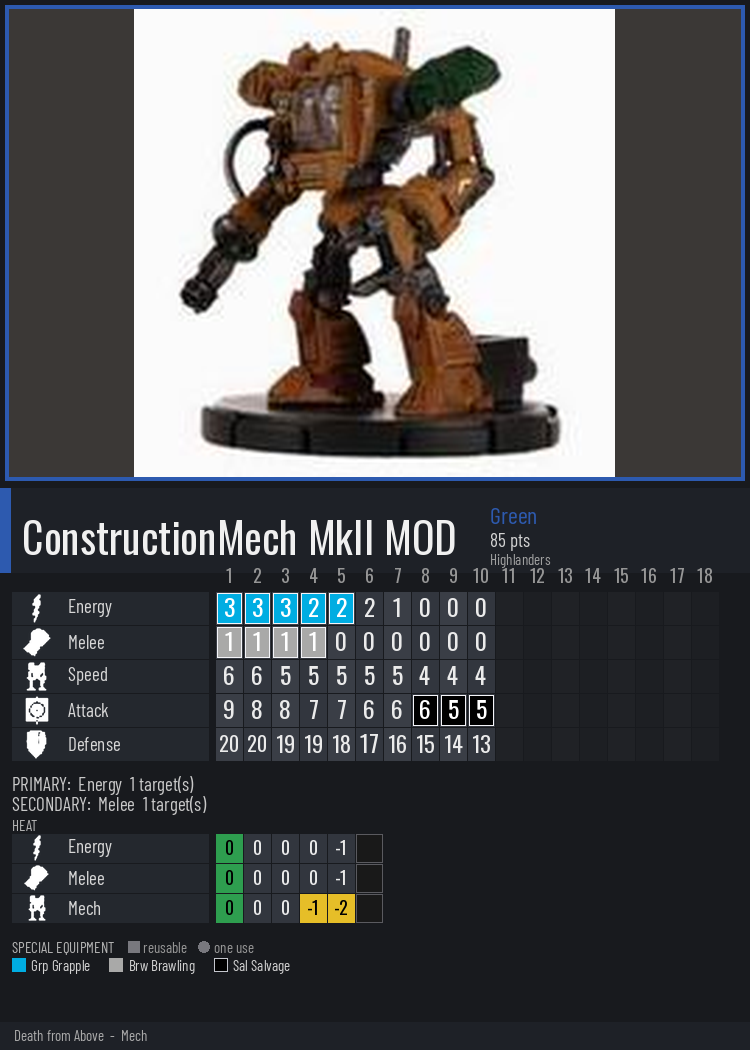 ConstructionMech MkII MOD
Green
85 pts
Highlanders
1 2 3 4 5 6 7 8 9 10 11 12 13 14 15 16 17 18
Energy 3 3 3 2 2 2 1 0 0 0
Melee 1 1 1 1 0 0 0 0 0 0
Speed 6 6 5 5 5 5 5 4 4 4
Attack 9 8 8 7 7 6 6 6 5 5
Defense 20 20 19 19 18 17 16 15 14 13
PRIMARY: Energy 1 target(s)
SECONDARY: Melee 1 target(s)
HEAT
Energy 0 0 0 0 -1
Melee 0 0 0 0 -1
Mech 0 0 0 -1 -2
SPECIAL EQUIPMENT reusable one use
Grp Grapple Brw Brawling Sal Salvage
Death from Above - Mech